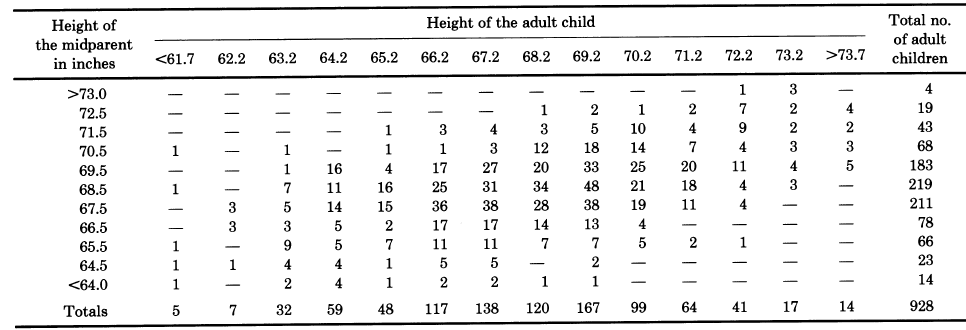 Height of the midparent in inches Height of the adult child Total no. of adult children
<61.7 62.2 63.2 64.2 65.2 66.2 67.2 68.2 69.2 70.2 71.2 72.2 73.2 >73.7
>73.0 — — — — — — — — — — — 1 3 — 4
72.5 — — — — — — — 1 2 1 2 7 2 4 19
71.5 — — — — 1 3 4 3 5 10 4 9 2 2 43
70.5 1 — 1 — 1 1 3 12 18 14 7 4 3 3 68
69.5 — — 1 16 4 17 27 20 33 25 20 11 4 5 183
68.5 1 — 7 11 16 25 31 34 48 21 18 4 3 — 219
67.5 — 3 5 14 15 36 38 28 38 19 11 4 — — 211
66.5 — 3 3 5 2 17 17 14 13 4 — — — — 78
65.5 1 — 9 5 7 11 11 7 7 5 2 1 — — 66
64.5 1 1 4 4 1 5 5 — 2 — — — — — 23
<64.0 1 — 2 4 1 2 2 1 1 — — — — — 14
Totals 5 7 32 59 48 117 138 120 167 99 64 41 17 14 928